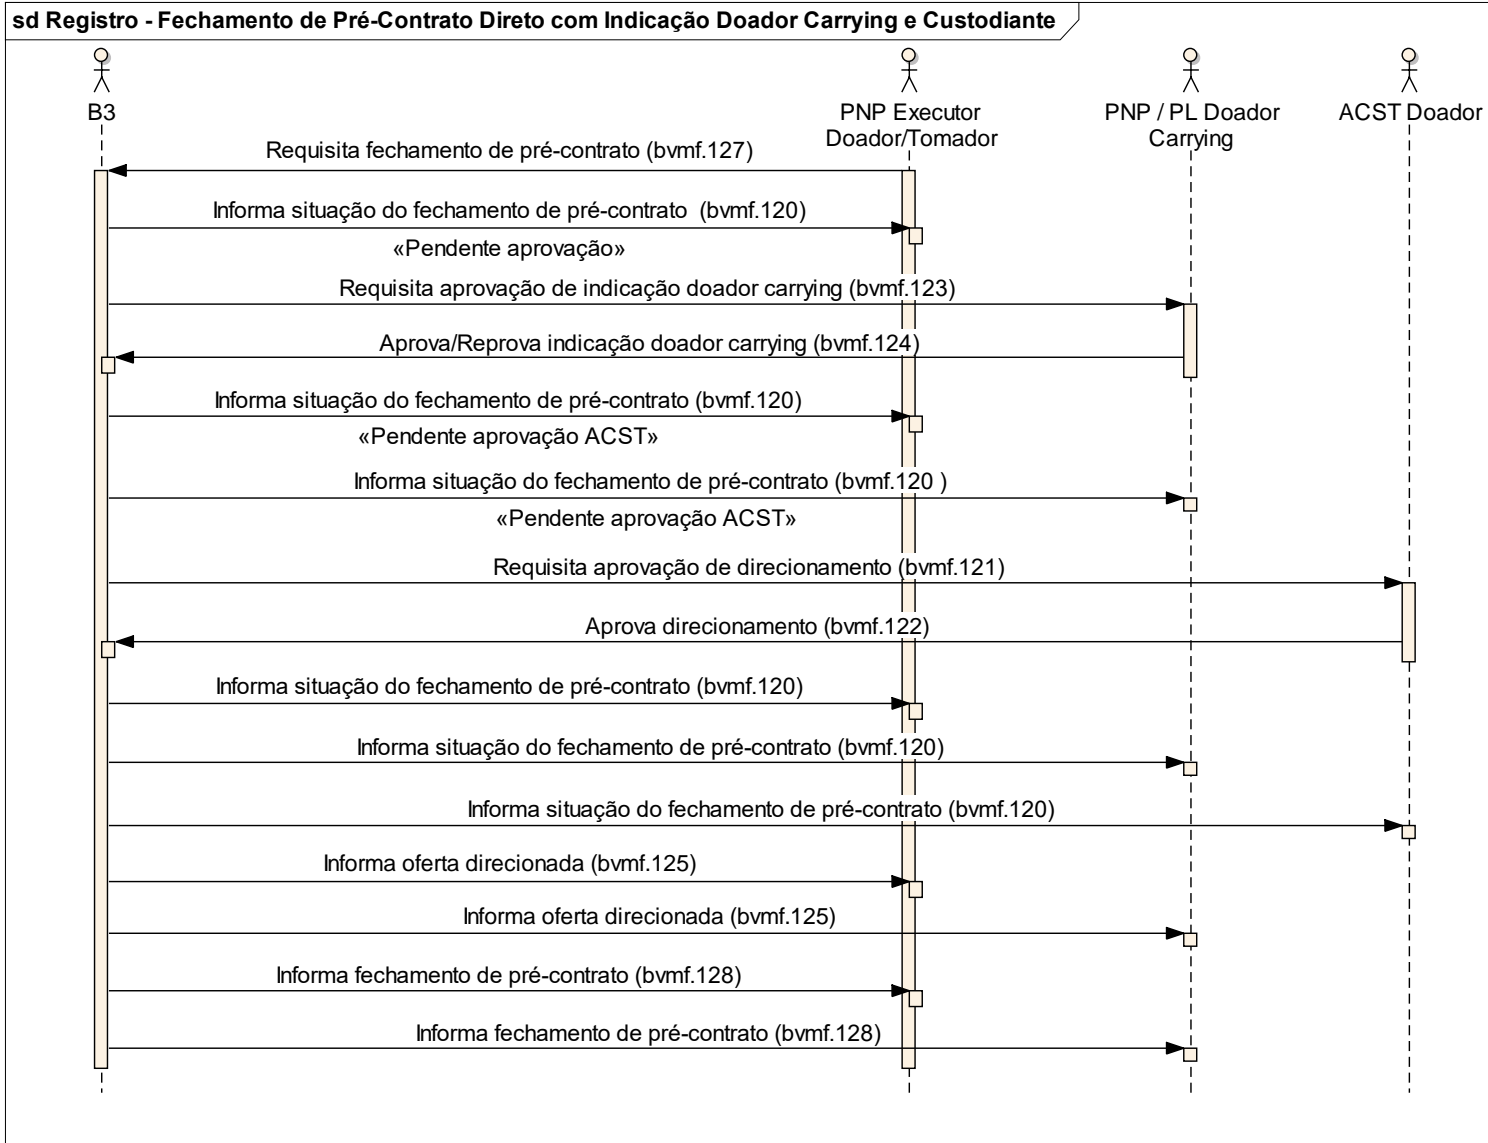 sd Registro - Fechamento de Pré-Contrato Direto com Indicação Doador Carrying e Custodiante
B3
PNP Executor
Doador/Tomador
PNP / PL Doador
Carrying
ACST Doador
Requisita fechamento de pré-contrato (bvmf.127)
Informa situação do fechamento de pré-contrato  (bvmf.120)
«Pendente aprovação»
Requisita aprovação de indicação doador carrying (bvmf.123)
Aprova/Reprova indicação doador carrying (bvmf.124)
Informa situação do fechamento de pré-contrato (bvmf.120)
«Pendente aprovação ACST»
Informa situação do fechamento de pré-contrato (bvmf.120 )
«Pendente aprovação ACST»
Requisita aprovação de direcionamento (bvmf.121)
Aprova direcionamento (bvmf.122)
Informa situação do fechamento de pré-contrato (bvmf.120)
Informa situação do fechamento de pré-contrato (bvmf.120)
Informa situação do fechamento de pré-contrato (bvmf.120)
Informa oferta direcionada (bvmf.125)
Informa oferta direcionada (bvmf.125)
Informa fechamento de pré-contrato (bvmf.128)
Informa fechamento de pré-contrato (bvmf.128)